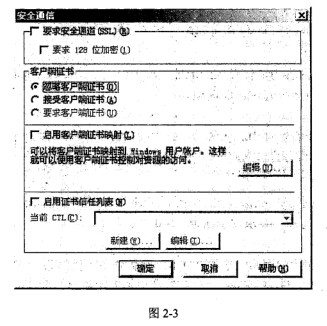 安全通信
要求安全通道(SSL)(R)
要求 128 位加密(1)
客户端证书
忽略客户端证书(G)
接受客户端证书(A)
要求客户端证书(U)
启用客户端证书映射(L)
可以将客户端证书映射到 Windows 用户帐户。这样
就可以使用客户端证书控制对资源的访问。
编辑(D)...
启用证书信任列表(N)
当前 CTL(C):
新建(W)... 编辑(I)...
确定 取消 帮助(H)
图 2-3